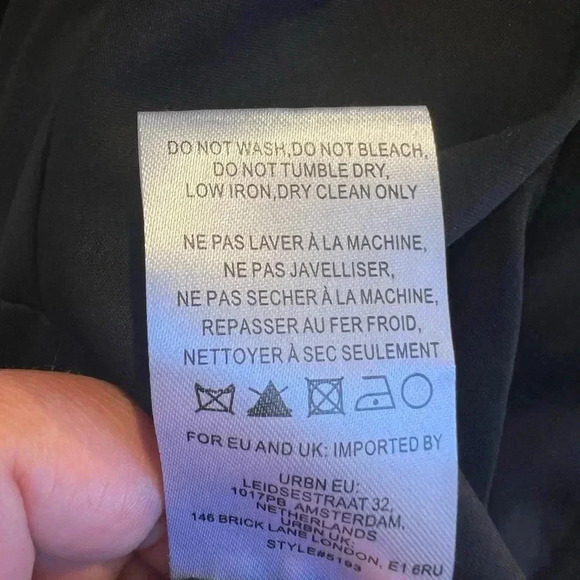 DO NOT WASH,DO NOT BLEACH,
DO NOT TUMBLE DRY,
LOW IRON,DRY CLEAN ONLY
NE PAS LAVER À LA MACHINE,
NE PAS JAVELLISER,
NE PAS SECHER À LA MACHINE,
REPASSER AU FER FROID,
NETTOYER À SEC SEULEMENT
FOR EU AND UK: IMPORTED BY
URBN EU:
LEIDSESTRAAT 32,
1017PB AMSTERDAM,
NETHERLANDS
URBN UK:
146 BRICK LANE LONDON, E1 6RU
STYLE#5193